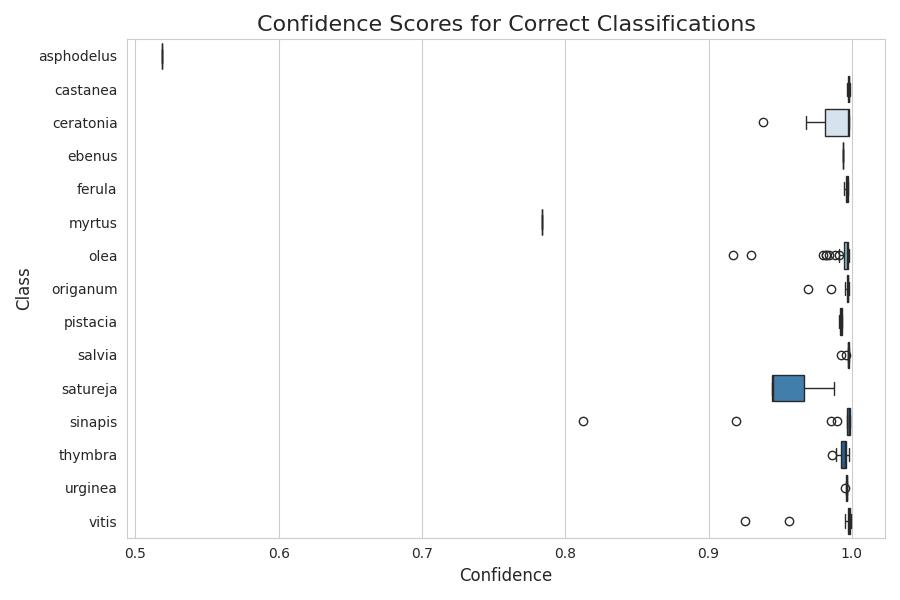 Confidence Scores for Correct Classifications
asphodelus
castanea
ceratonia
ebenus
ferula
myrtus
olea
origanum
pistacia
salvia
satureja
sinapis
thymbra
urginea
vitis
Class
0.5 0.6 0.7 0.8 0.9 1.0
Confidence